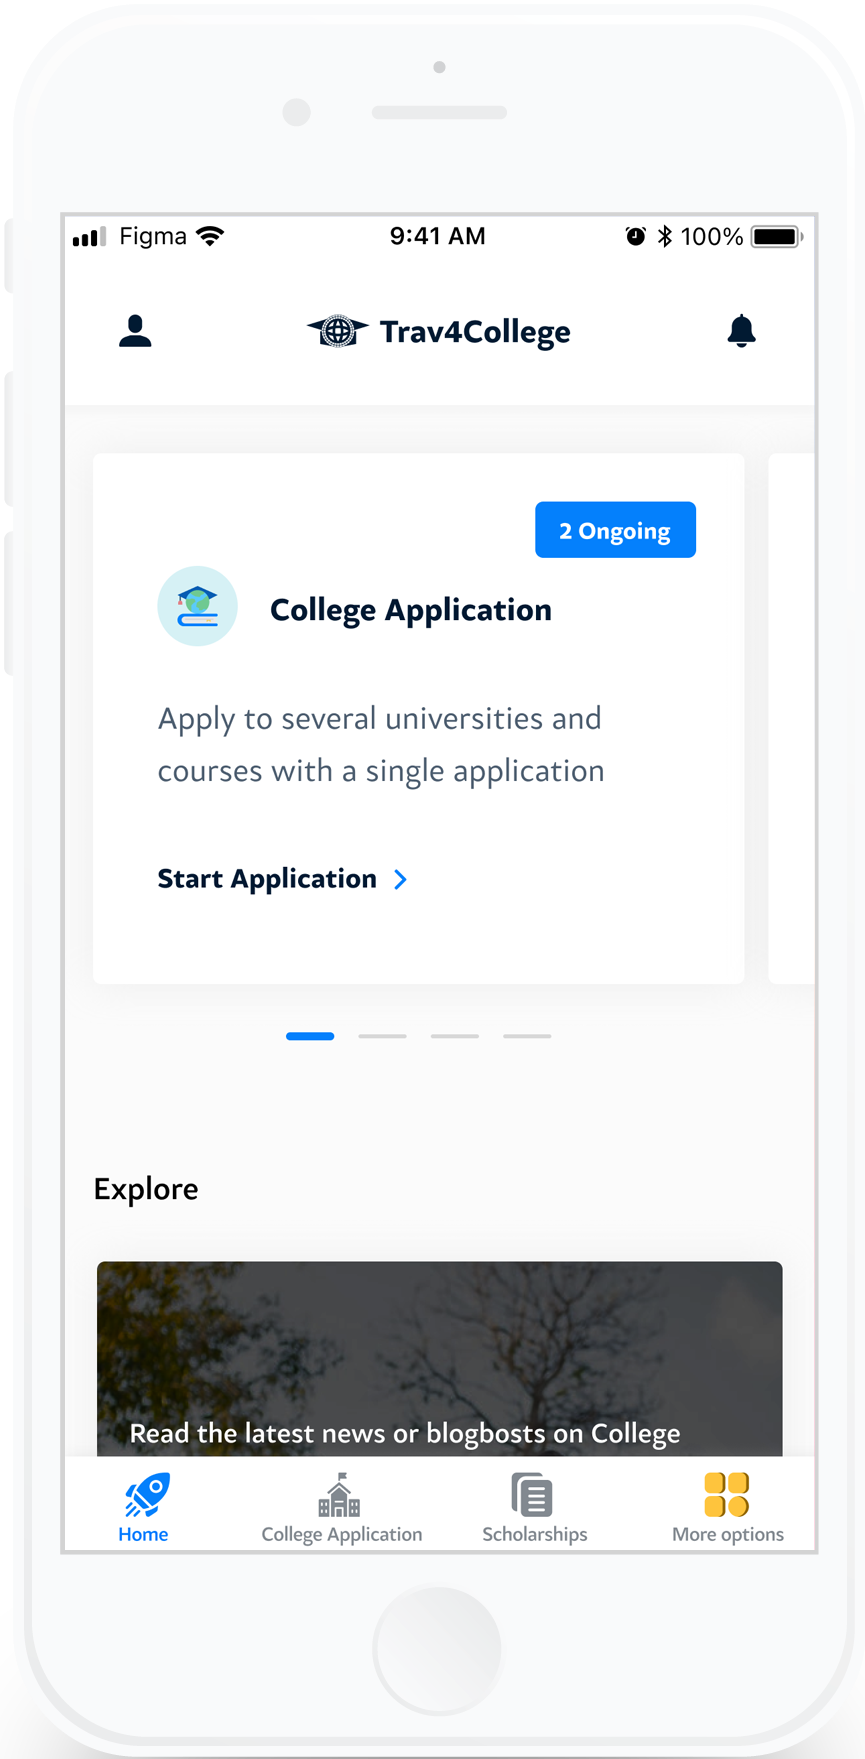 Figma 9:41 AM 100%
Trav4College
2 Ongoing
College Application
Apply to several universities and
courses with a single application
Start Application
Explore
Read the latest news or blogbosts on College
Home College Application Scholarships More options